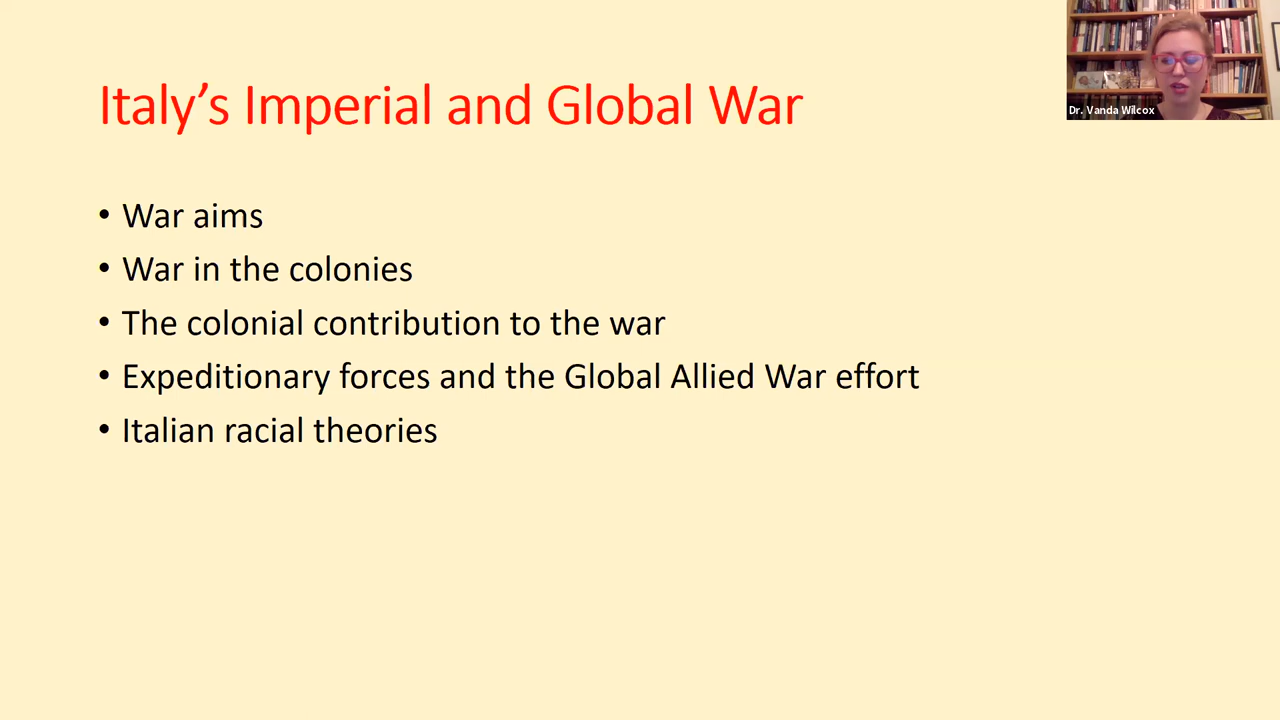 Italy’s Imperial and Global War
Dr. Vanda Wilcox
• War aims
• War in the colonies
• The colonial contribution to the war
• Expeditionary forces and the Global Allied War effort
• Italian racial theories